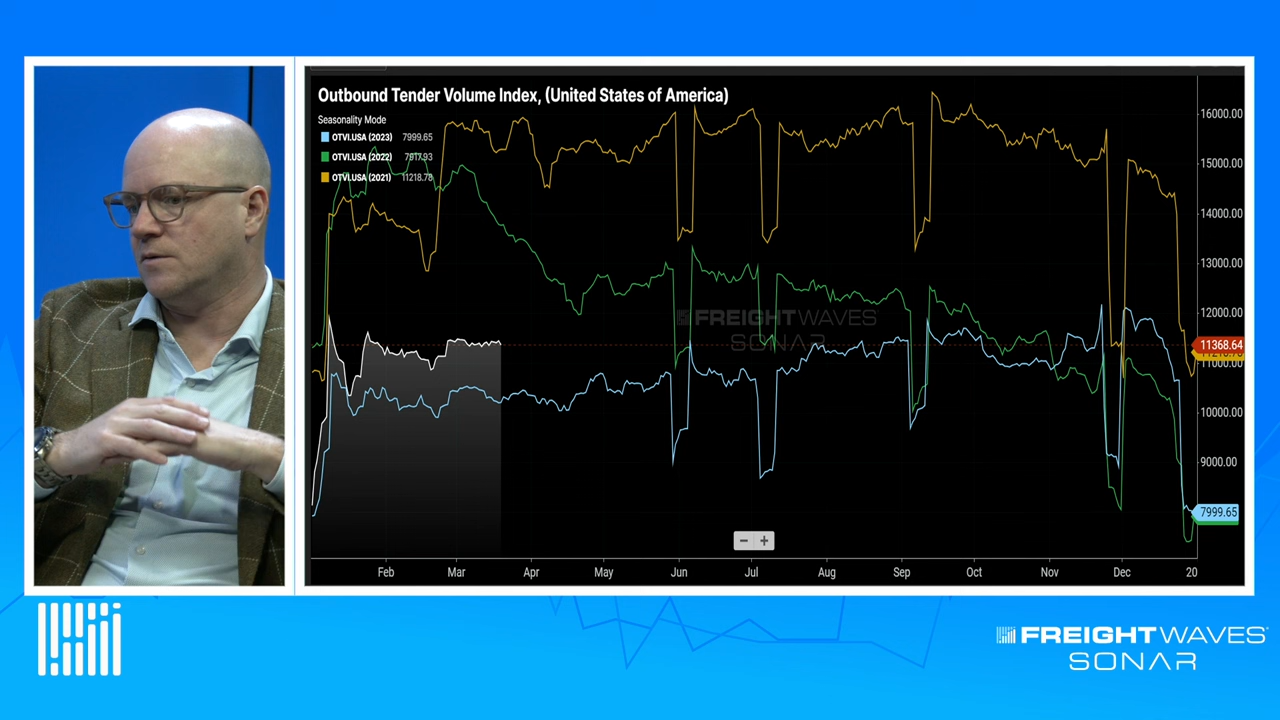 Outbound Tender Volume Index, (United States of America)
Seasonality Mode
OTVI.USA (2023) 7999.65
OTVI.USA (2022) 7917.93
OTVI.USA (2021) 11218.78
16000.00
15000.00
14000.00
13000.00
12000.00
11368.64
11000.00
10000.00
9000.00
7999.65
FREIGHTWAVES
SONAR
− +
Feb Mar Apr May Jun Jul Aug Sep Oct Nov Dec 20
FREIGHTWAVES
SONAR